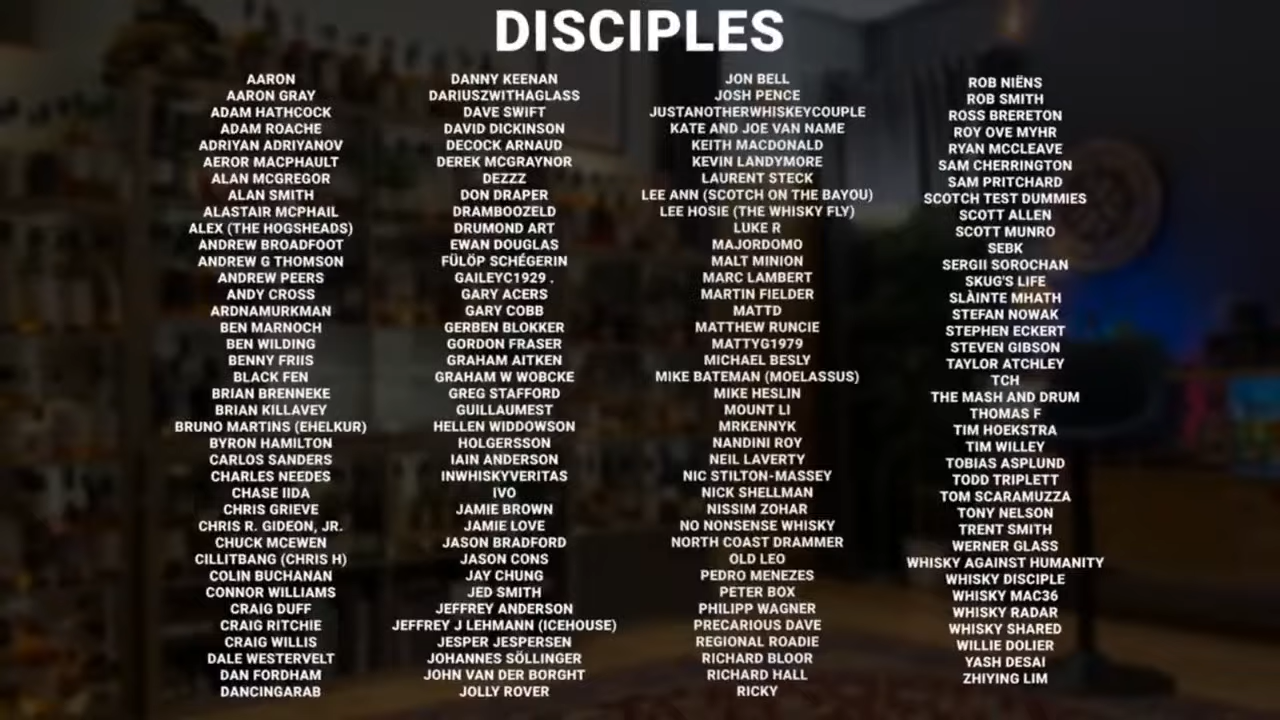 DISCIPLES
AARON
AARON GRAY
ADAM HATHCOCK
ADAM ROACHE
ADRIYAN ADRIYANOV
AEROR MACPHAULT
ALAN MCGREGOR
ALAN SMITH
ALASTAIR MCPHAIL
ALEX (THE HOGSHEADS)
ANDREW BROADFOOT
ANDREW G THOMSON
ANDREW PEERS
ANDY CROSS
ARDNAMURKMAN
BEN MARNOCH
BEN WILDING
BENNY FRIIS
BLACK FEN
BRIAN BRENNEKE
BRIAN KILLAVEY
BRUNO MARTINS (EHELKUR)
BYRON HAMILTON
CARLOS SANDERS
CHARLES NEEDES
CHASE IIDA
CHRIS GRIEVE
CHRIS R. GIDEON, JR.
CHUCK MCEWEN
CILLITBANG (CHRIS H)
COLIN BUCHANAN
CONNOR WILLIAMS
CRAIG DUFF
CRAIG RITCHIE
CRAIG WILLIS
DALE WESTERVELT
DAN FORDHAM
DANCINGARAB
DANNY KEENAN
DARIUSZWITHAGLASS
DAVE SWIFT
DAVID DICKINSON
DECOCK ARNAUD
DEREK MCGRAYNOR
DEZZZ
DON DRAPER
DRAMBOOZELD
DRUMOND ART
EWAN DOUGLAS
FÜLÖP SCHÉGERIN
GAILEYC1929 .
GARY ACERS
GARY COBB
GERBEN BLOKKER
GORDON FRASER
GRAHAM AITKEN
GRAHAM W WOBCKE
GREG STAFFORD
GUILLAUMEST
HELLEN WIDDOWSON
HOLGERSSON
IAIN ANDERSON
INWHISKYVERITAS
IVO
JAMIE BROWN
JAMIE LOVE
JASON BRADFORD
JASON CONS
JAY CHUNG
JED SMITH
JEFFREY ANDERSON
JEFFREY J LEHMANN (ICEHOUSE)
JESPER JESPERSEN
JOHANNES SÖLLINGER
JOHN VAN DER BORGHT
JOLLY ROVER
JON BELL
JOSH PENCE
JUSTANOTHERWHISKEYCOUPLE
KATE AND JOE VAN NAME
KEITH MACDONALD
KEVIN LANDYMORE
LAURENT STECK
LEE ANN (SCOTCH ON THE BAYOU)
LEE HOSIE (THE WHISKY FLY)
LUKE R
MAJORDOMO
MALT MINION
MARC LAMBERT
MARTIN FIELDER
MATTD
MATTHEW RUNCIE
MATTYG1979
MICHAEL BESLY
MIKE BATEMAN (MOELASSUS)
MIKE HESLIN
MOUNT LI
MRKENNYK
NANDINI ROY
NEIL LAVERTY
NIC STILTON-MASSEY
NICK SHELLMAN
NISSIM ZOHAR
NO NONSENSE WHISKY
NORTH COAST DRAMMER
OLD LEO
PEDRO MENEZES
PETER BOX
PHILIPP WAGNER
PRECARIOUS DAVE
REGIONAL ROADIE
RICHARD BLOOR
RICHARD HALL
RICKY
ROB NIËNS
ROB SMITH
ROSS BRERETON
ROY OVE MYHR
RYAN MCCLEAVE
SAM CHERRINGTON
SAM PRITCHARD
SCOTCH TEST DUMMIES
SCOTT ALLEN
SCOTT MUNRO
SEBK
SERGII SOROCHAN
SKUG'S LIFE
SLÀINTE MHATH
STEFAN NOWAK
STEPHEN ECKERT
STEVEN GIBSON
TAYLOR ATCHLEY
TCH
THE MASH AND DRUM
THOMAS F
TIM HOEKSTRA
TIM WILLEY
TOBIAS ASPLUND
TODD TRIPLETT
TOM SCARAMUZZA
TONY NELSON
TRENT SMITH
WERNER GLASS
WHISKY AGAINST HUMANITY
WHISKY DISCIPLE
WHISKY MAC36
WHISKY RADAR
WHISKY SHARED
WILLIE DOLIER
YASH DESAI
ZHIYING LIM